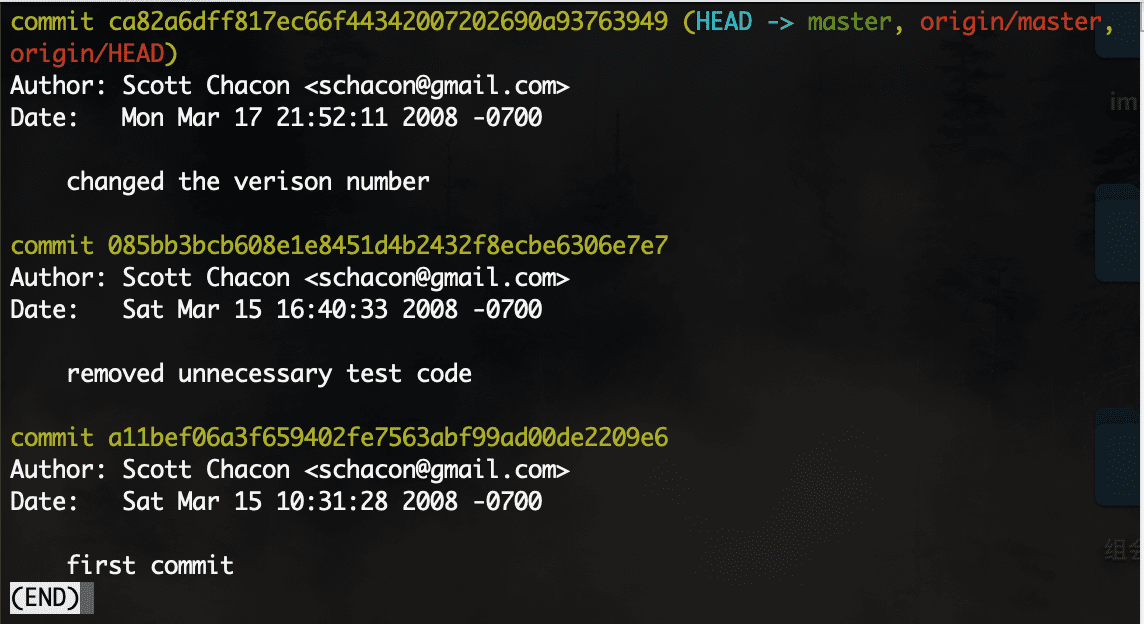 commit ca82a6dff817ec66f44342007202690a93763949 (HEAD -> master, origin/master,
origin/HEAD)
Author: Scott Chacon <schacon@gmail.com>
Date:   Mon Mar 17 21:52:11 2008 -0700
changed the verison number
commit 085bb3bcb608e1e8451d4b2432f8ecbe6306e7e7
Author: Scott Chacon <schacon@gmail.com>
Date:   Sat Mar 15 16:40:33 2008 -0700
removed unnecessary test code
commit a11bef06a3f659402fe7563abf99ad00de2209e6
Author: Scott Chacon <schacon@gmail.com>
Date:   Sat Mar 15 10:31:28 2008 -0700
first commit
(END)